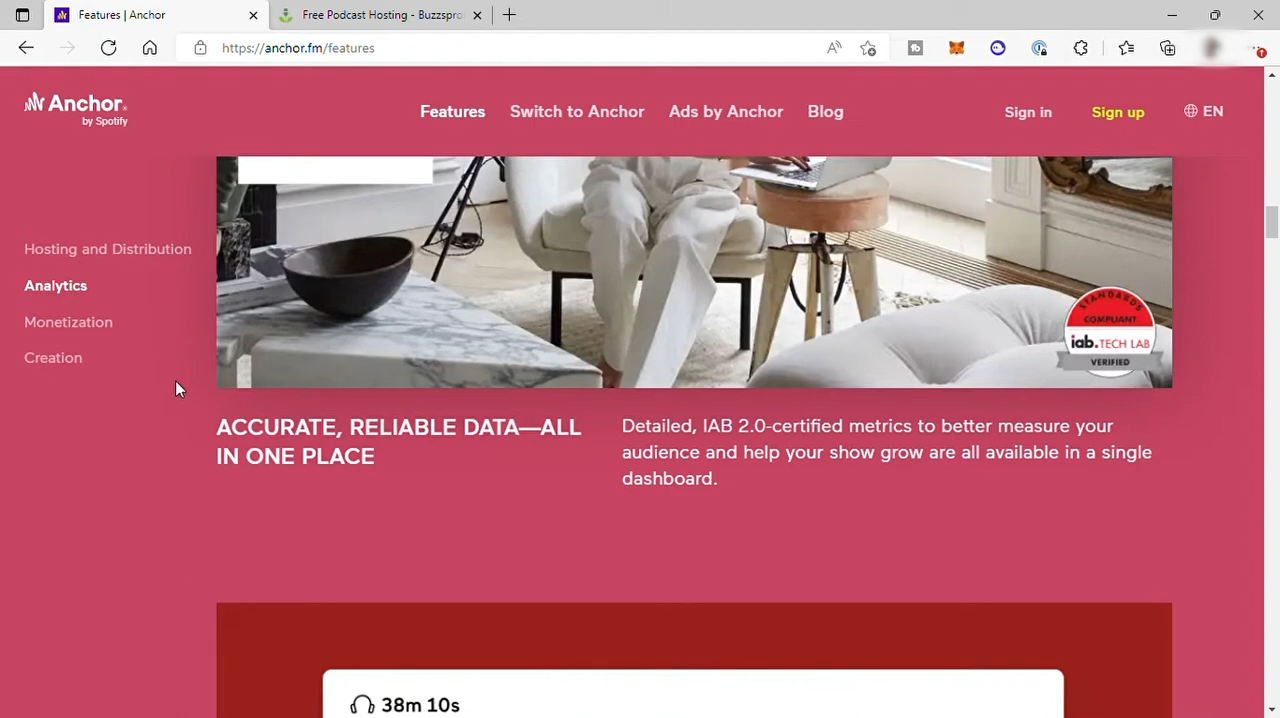 Features | Anchor
Free Podcast Hosting - Buzzspro
https://anchor.fm/features
Anchor
by Spotify
Features
Switch to Anchor
Ads by Anchor
Blog
Sign in
Sign up
EN
Hosting and Distribution
Analytics
Monetization
Creation
STANDARDS
COMPLIANT
iab.TECH LAB
VERIFIED
ACCURATE, RELIABLE DATA—ALL
IN ONE PLACE
Detailed, IAB 2.0-certified metrics to better measure your
audience and help your show grow are all available in a single
dashboard.
38m 10s